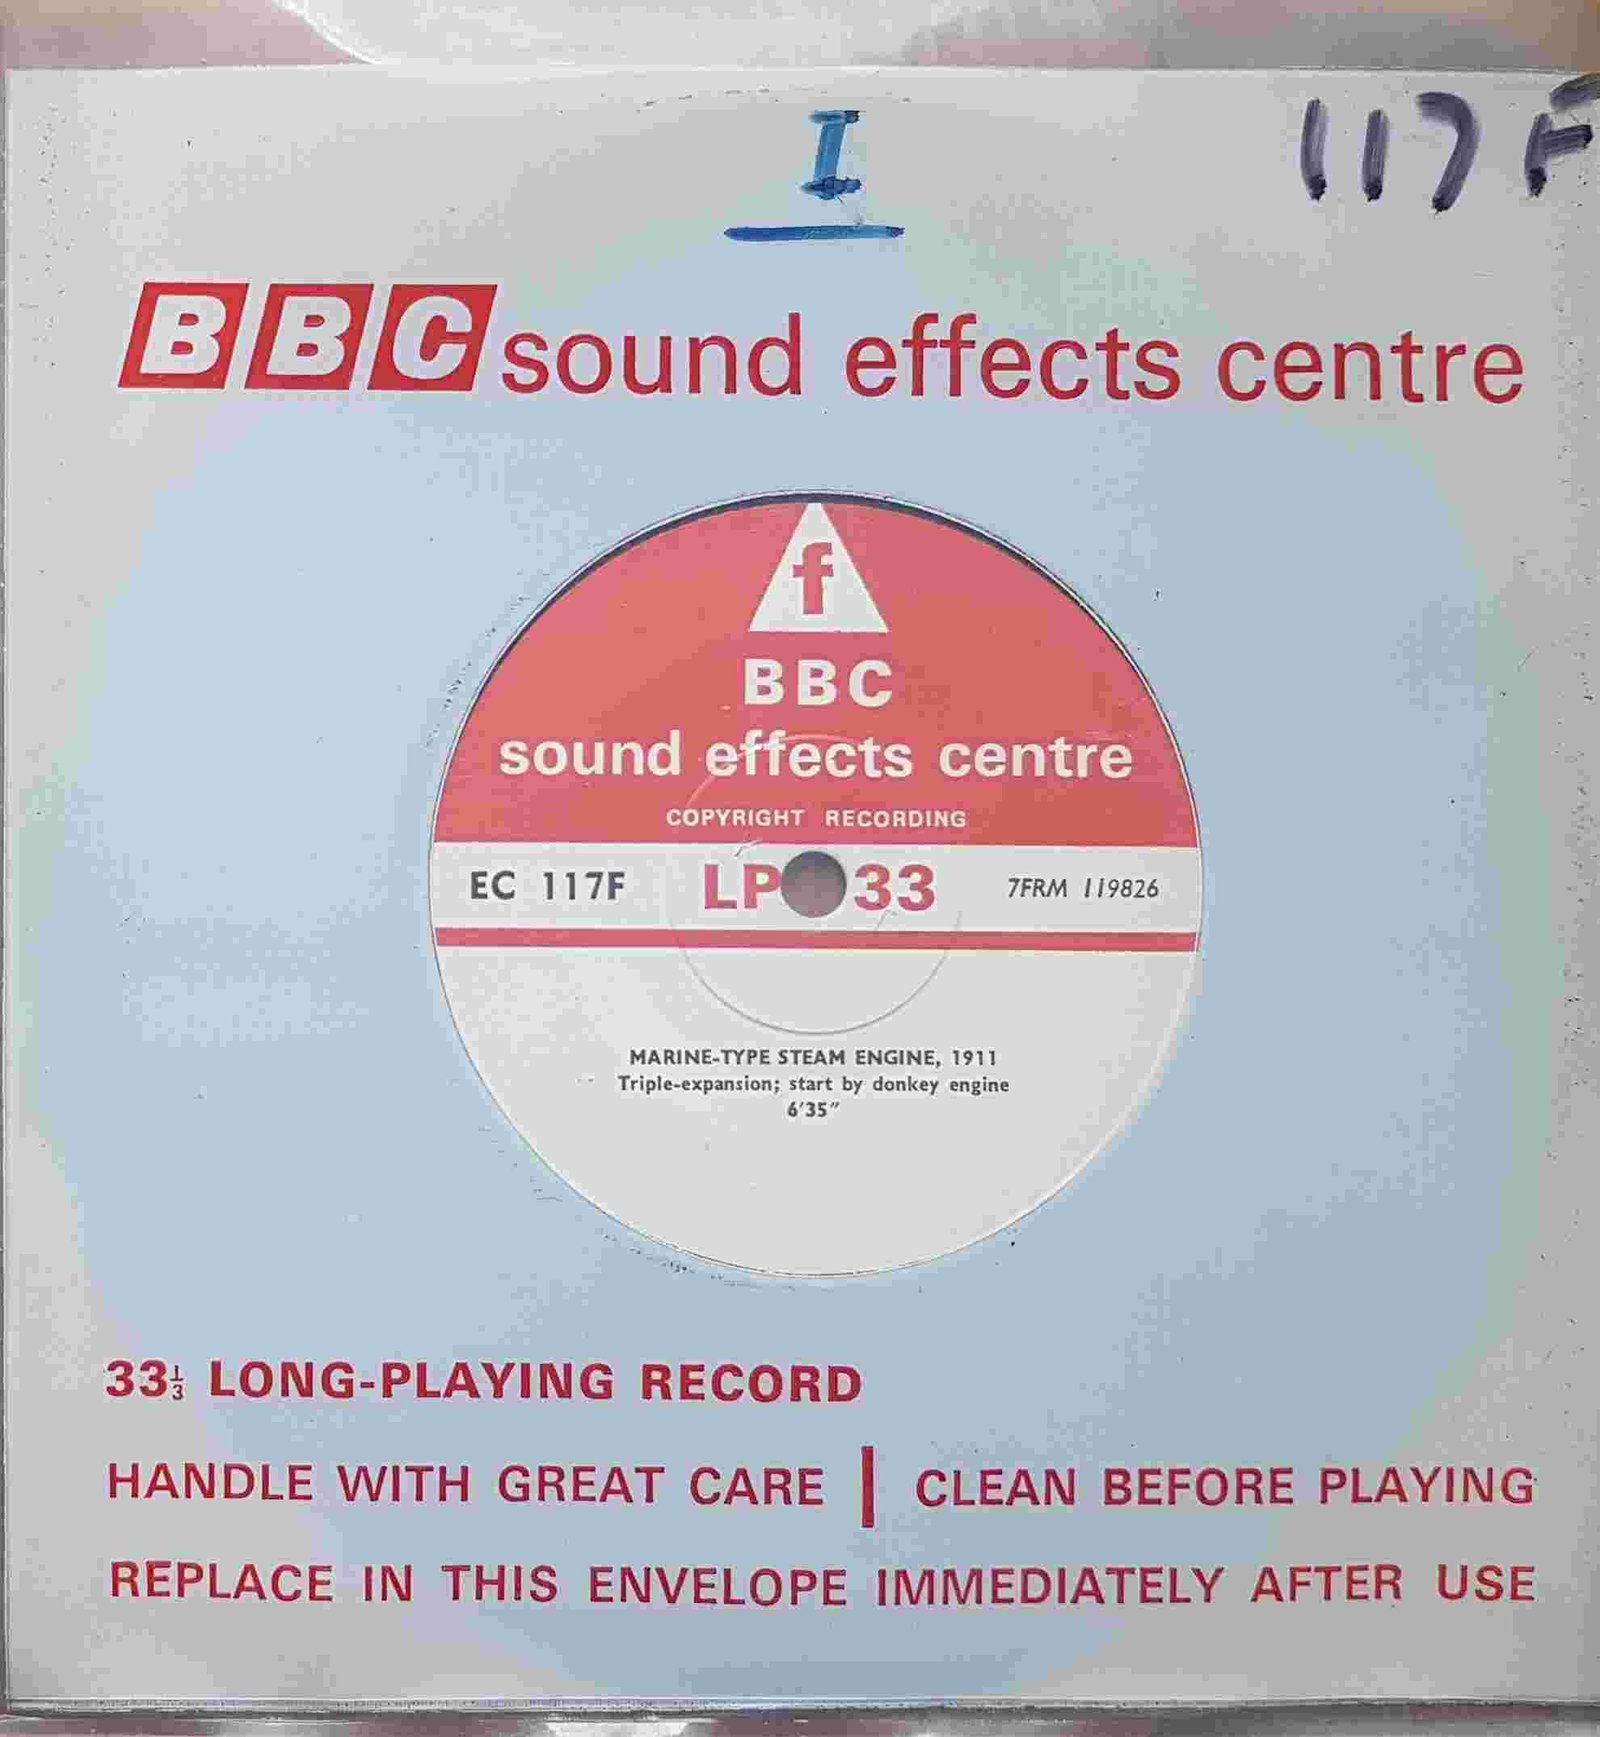 I
117F
BBC sound effects centre
f
BBC
sound effects centre
COPYRIGHT RECORDING
EC 117F LP 33 7FRM 119826
MARINE-TYPE STEAM ENGINE, 1911
Triple-expansion; start by donkey engine
6'35"
33⅓ LONG-PLAYING RECORD
HANDLE WITH GREAT CARE | CLEAN BEFORE PLAYING
REPLACE IN THIS ENVELOPE IMMEDIATELY AFTER USE